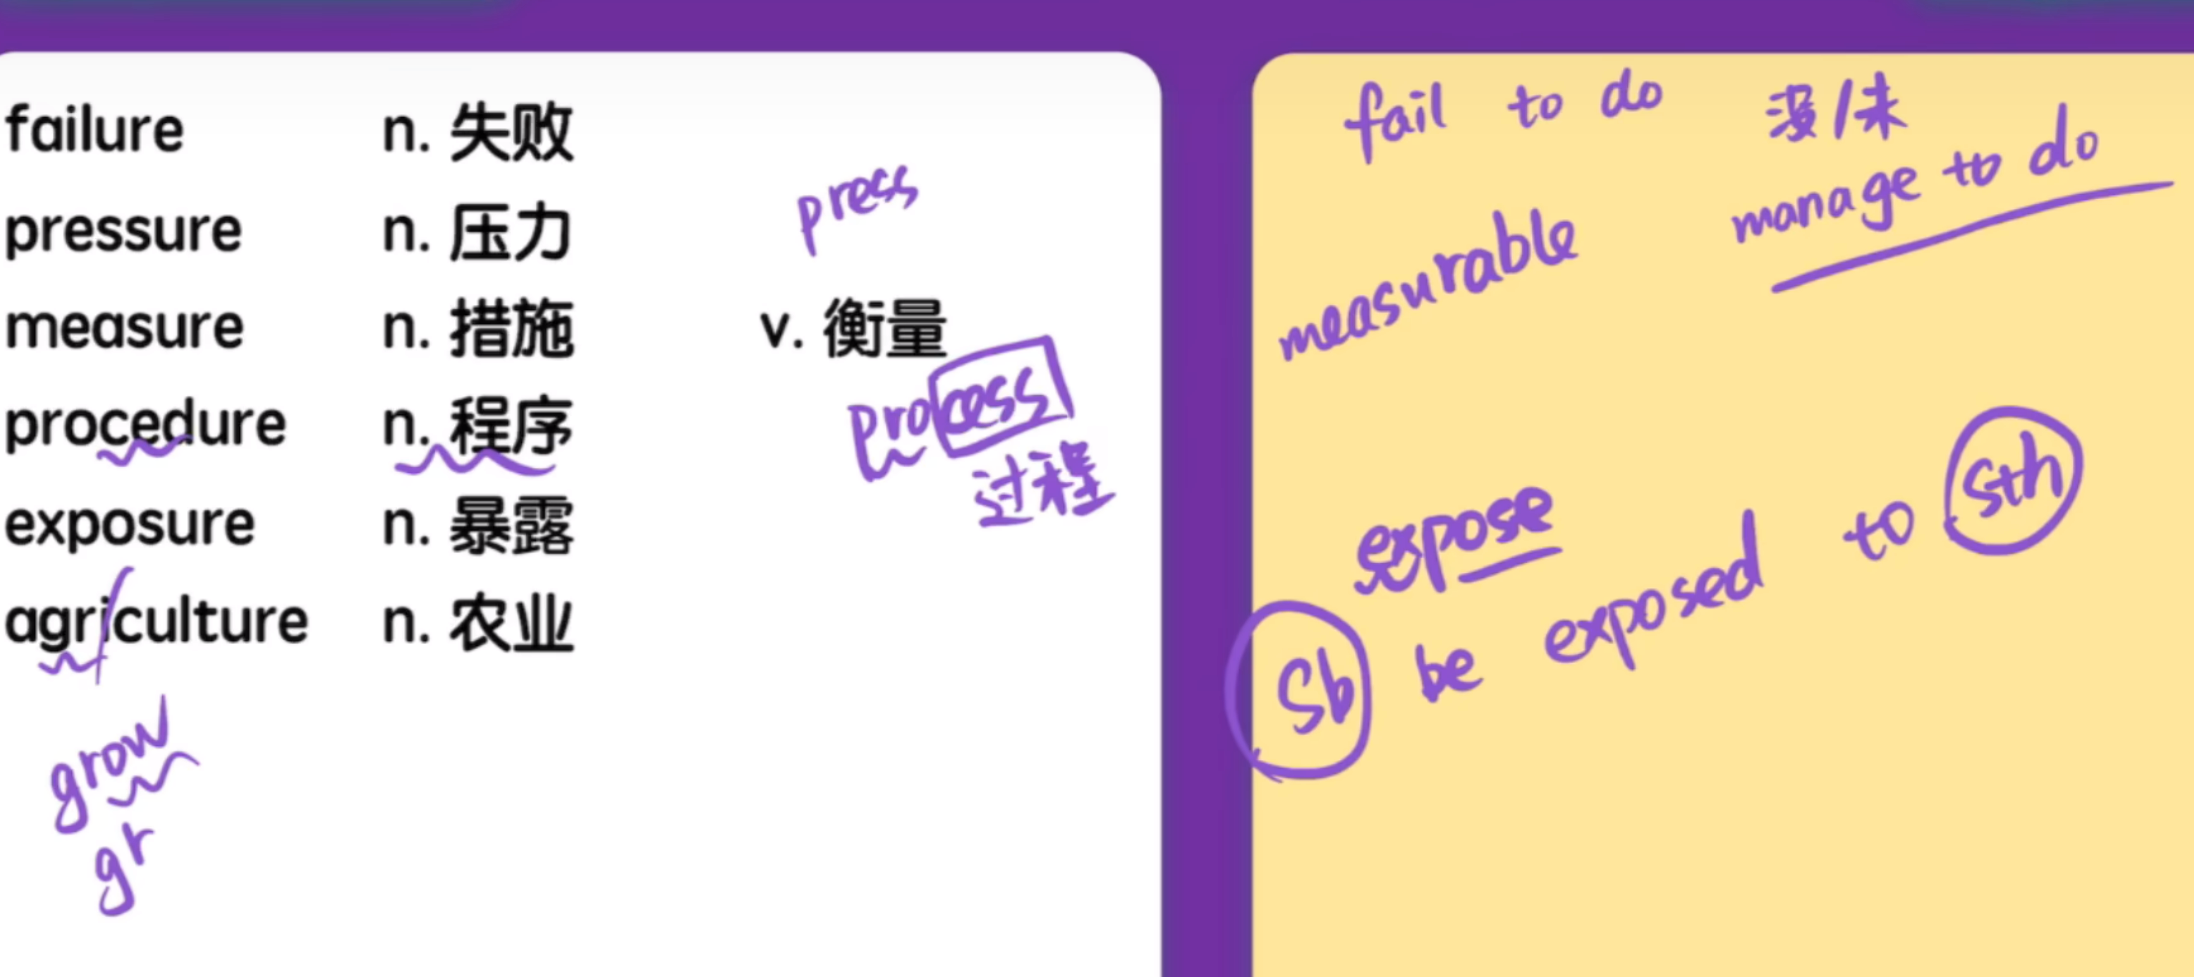 failure n. 失败
pressure n. 压力 press
measure n. 措施 v. 衡量
procedure n. 程序 process
过程
exposure n. 暴露
agriculture n. 农业
grow
gr
fail to do 没/未
manage to do
measurable
expose
sb be exposed to sth